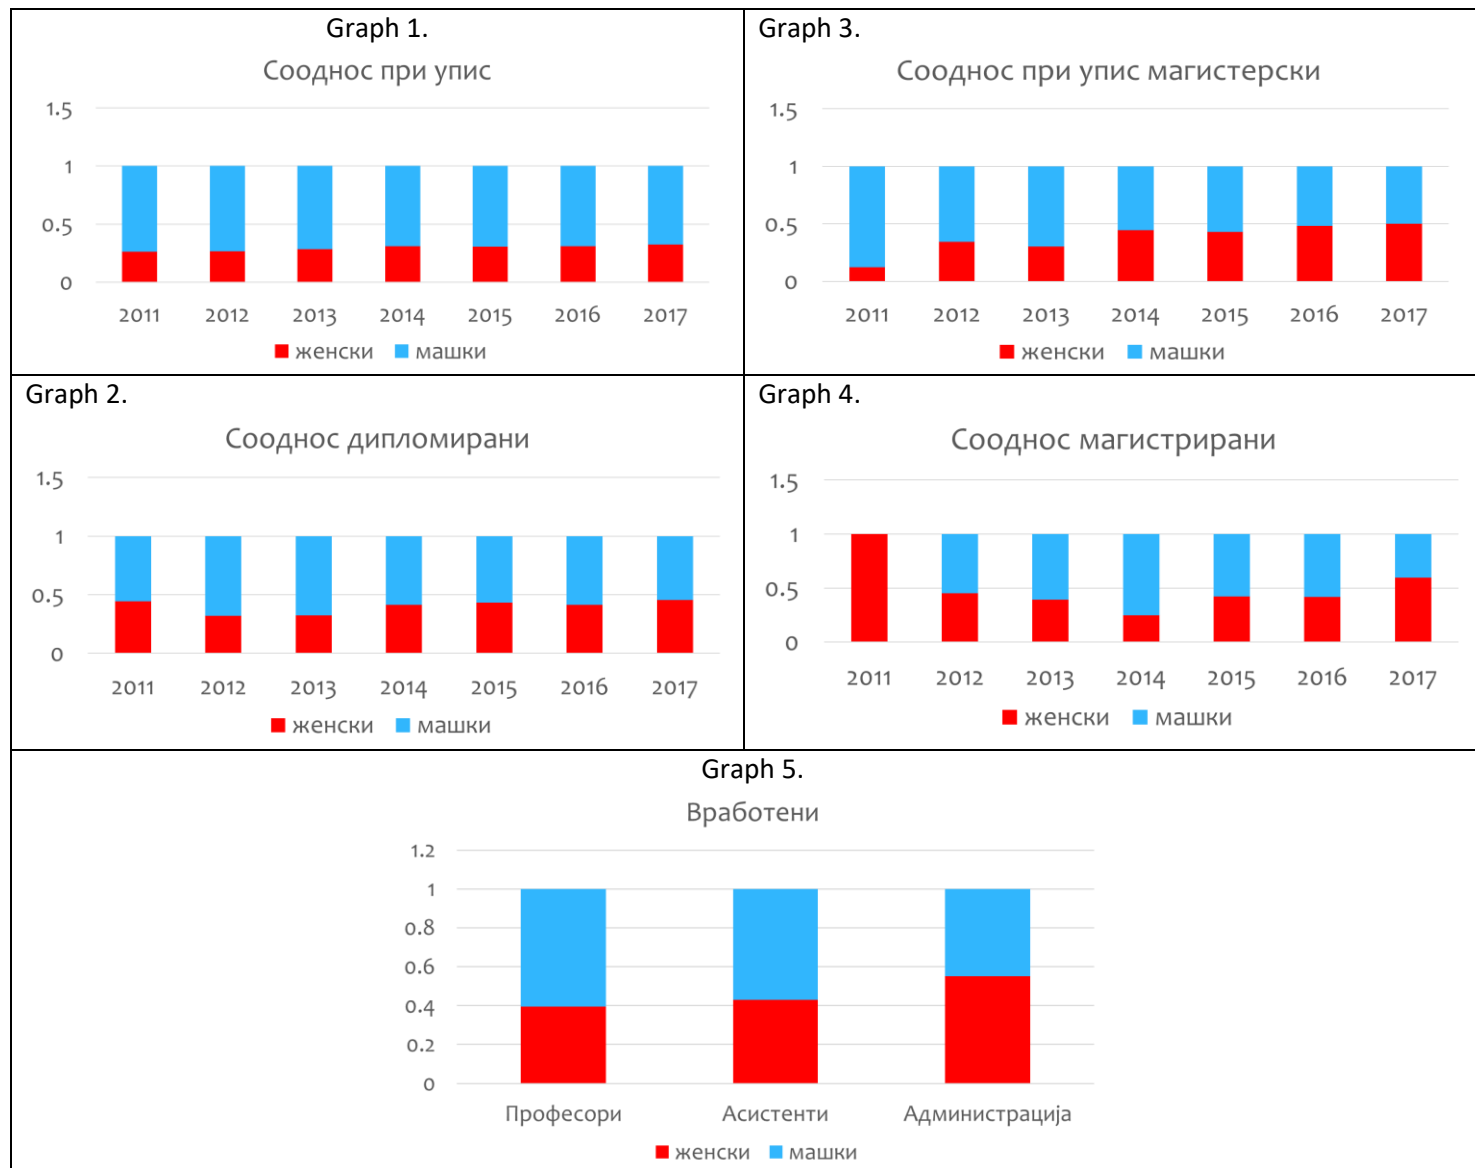 Graph 1.
Сооднос при упис
1.5
1
0.5
0
2011 2012 2013 2014 2015 2016 2017
женски машки
Graph 3.
Сооднос при упис магистерски
1.5
1
0.5
0
2011 2012 2013 2014 2015 2016 2017
женски машки
Graph 2.
Сооднос дипломирани
1.5
1
0.5
0
2011 2012 2013 2014 2015 2016 2017
женски машки
Graph 4.
Сооднос магистрирани
1.5
1
0.5
0
2011 2012 2013 2014 2015 2016 2017
женски машки
Graph 5.
Вработени
1.2
1
0.8
0.6
0.4
0.2
0
Професори Асистенти Администрација
женски машки